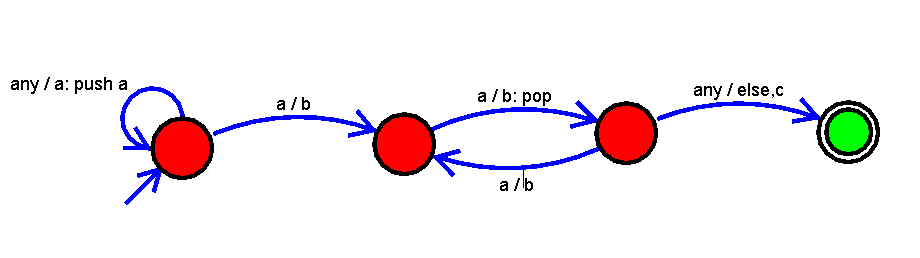 any / a: push a
a / b
a / b: pop
any / else,c
a / b